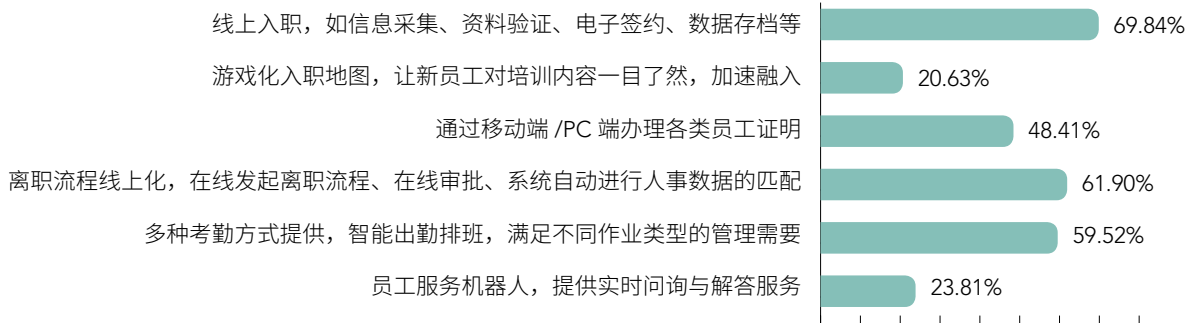 线上入职，如信息采集、资料验证、电子签约、数据存档等 69.84%
游戏化入职地图，让新员工对培训内容一目了然，加速融入 20.63%
通过移动端 /PC 端办理各类员工证明 48.41%
离职流程线上化，在线发起离职流程、在线审批、系统自动进行人事数据的匹配 61.90%
多种考勤方式提供，智能出勤排班，满足不同作业类型的管理需要 59.52%
员工服务机器人，提供实时问询与解答服务 23.81%